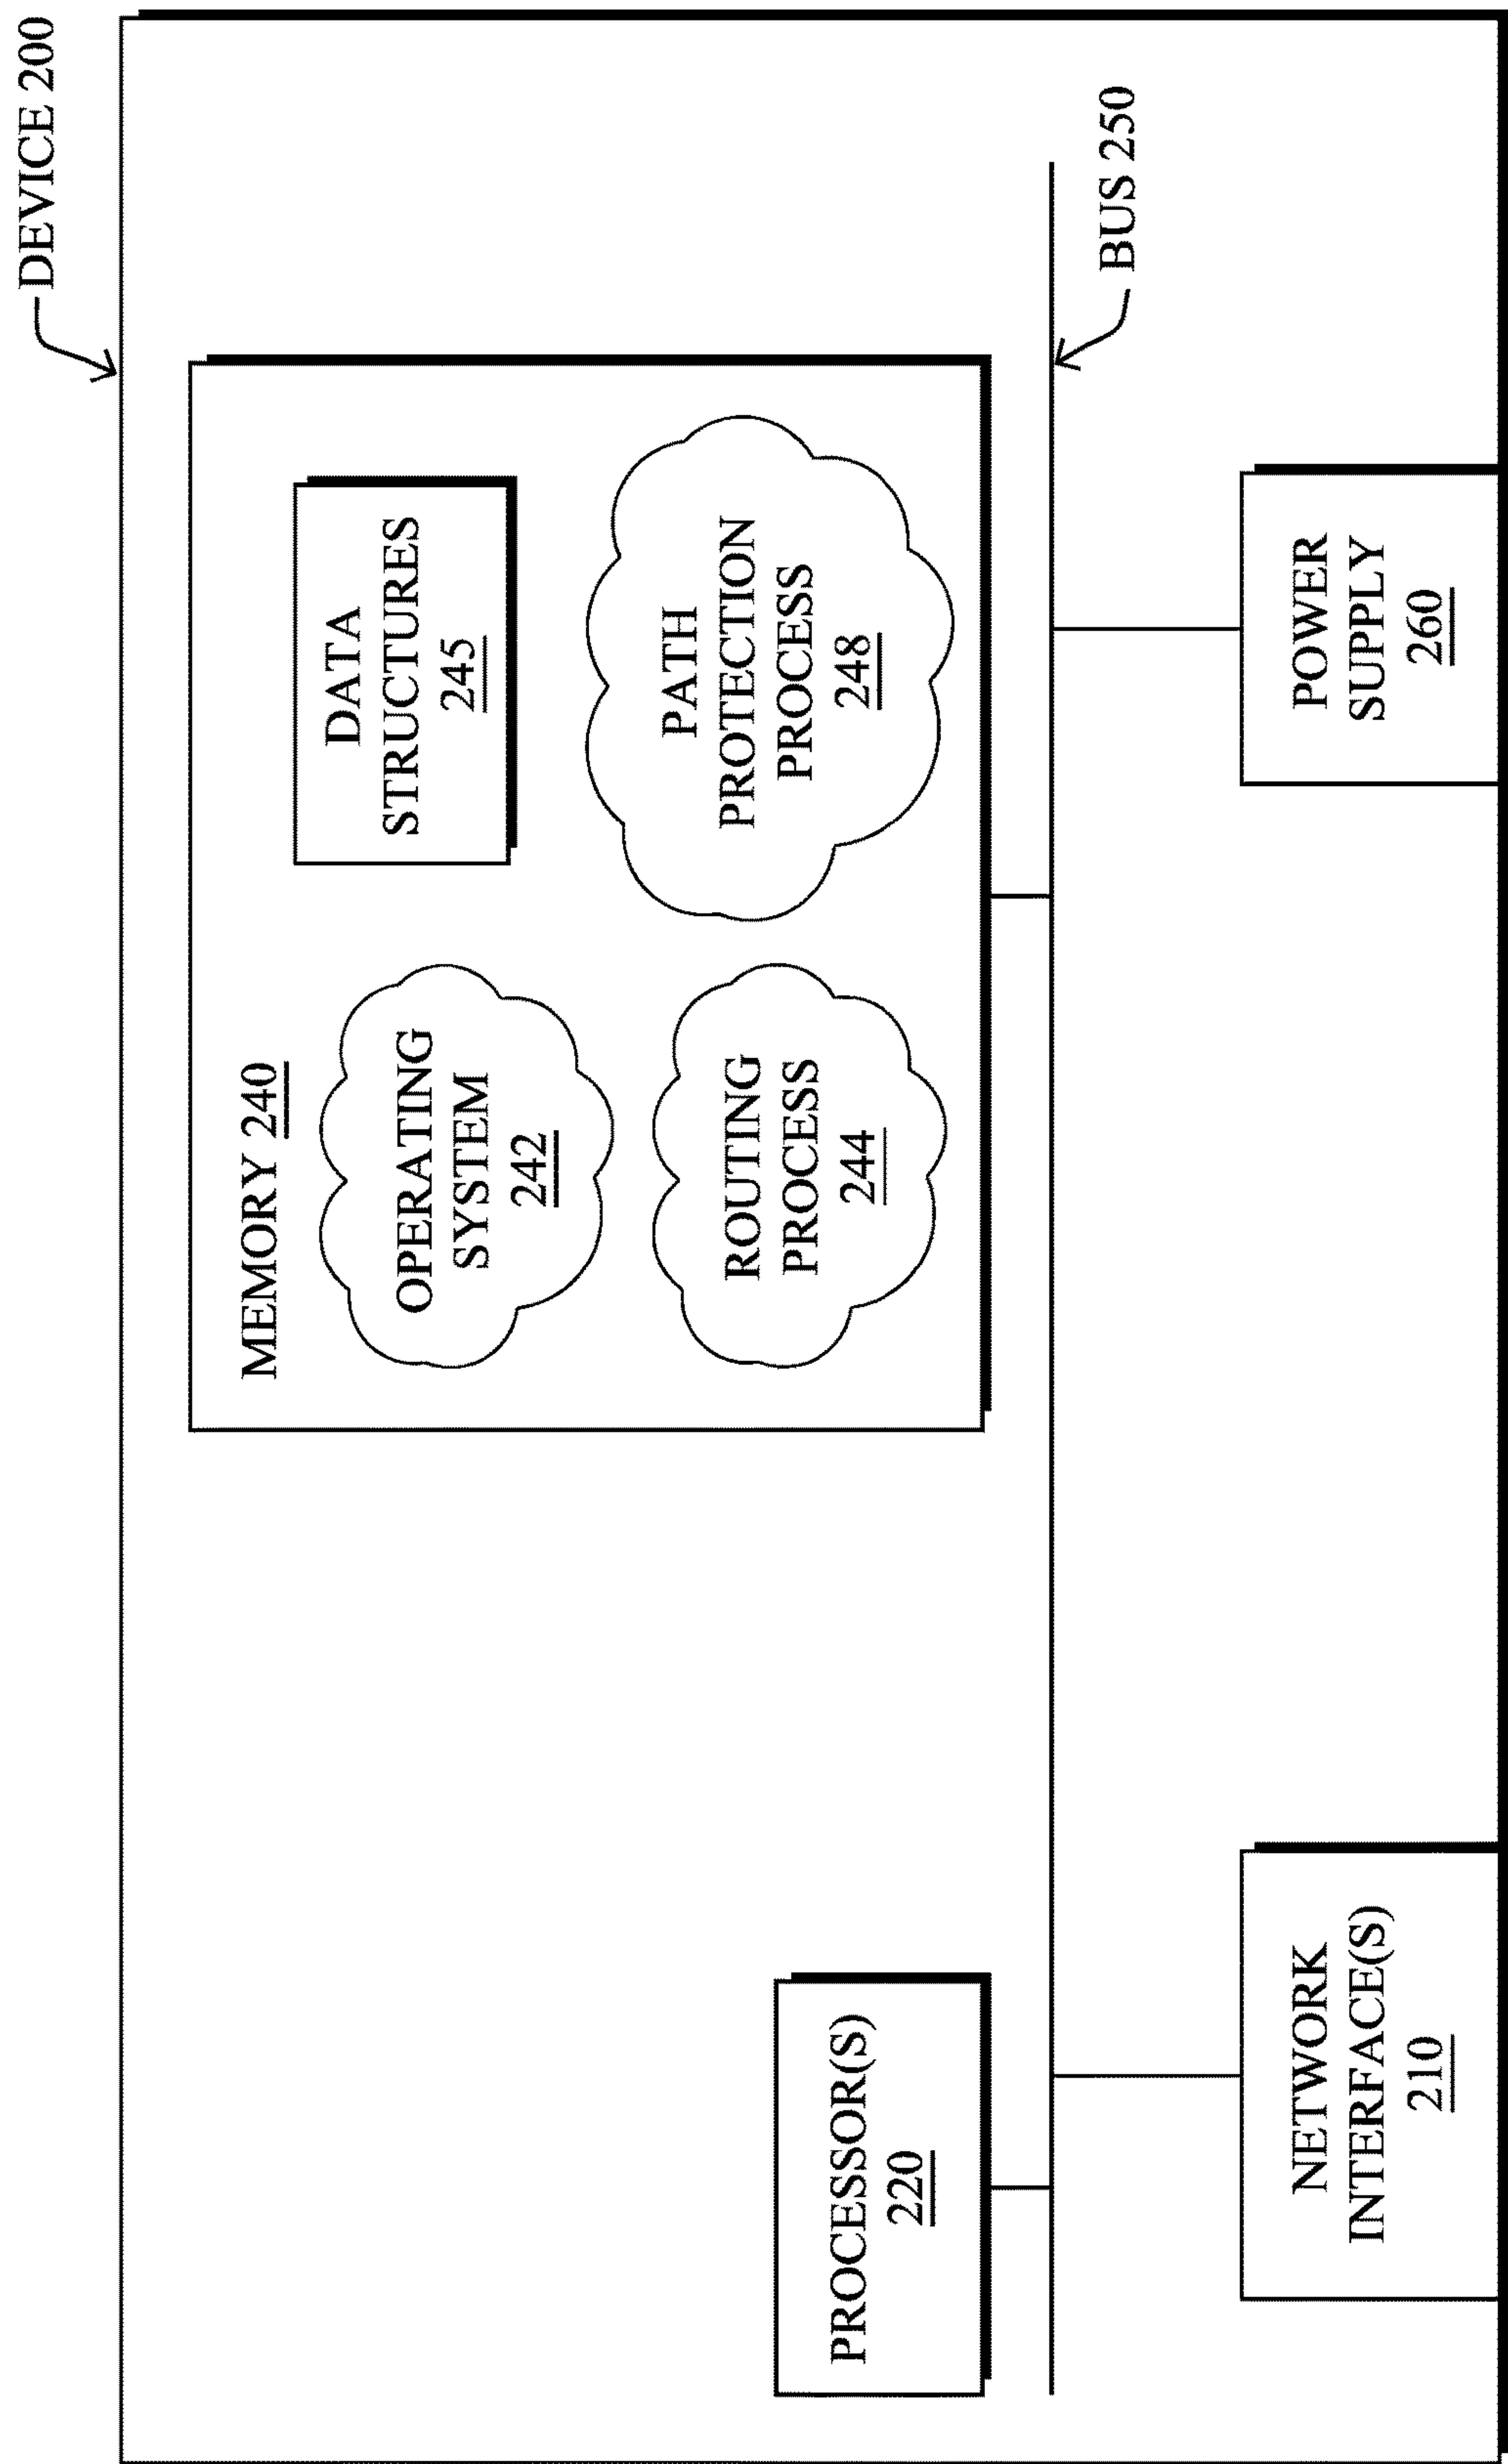 DEVICE 200
MEMORY 240
OPERATING
SYSTEM
242
DATA
STRUCTURES
245
ROUTING
PROCESS
244
PATH
PROTECTION
PROCESS
248
PROCESSOR(S)
220
BUS 250
NETWORK
INTERFACE(S)
210
POWER
SUPPLY
260